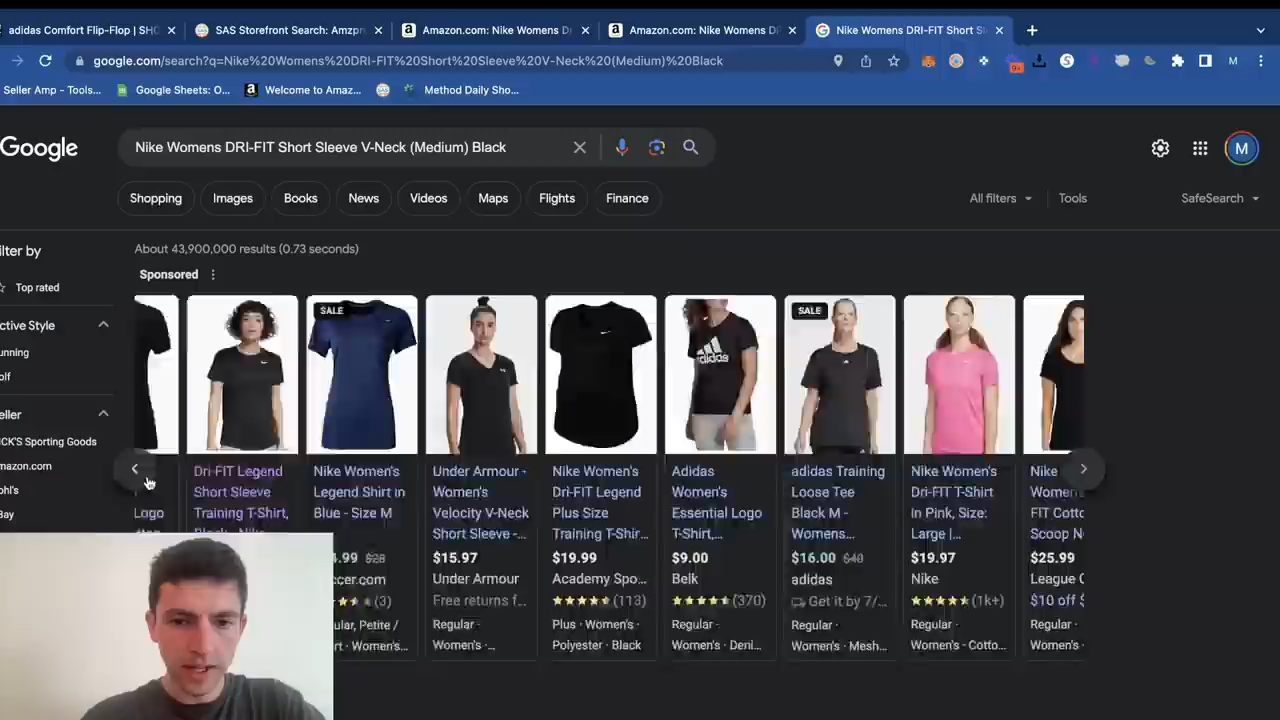 adidas Comfort Flip-Flop | SHO
SAS Storefront Search: Amzpro
Amazon.com: Nike Womens D
Amazon.com: Nike Womens D
Nike Womens DRI-FIT Short S
google.com/search?q=Nike%20Womens%20DRI-FIT%20Short%20Sleeve%20V-Neck%20(Medium)%20Black
9+
M
Seller Amp - Tools...
Google Sheets: O...
Welcome to Amaz...
Method Daily Sho...
Google
Nike Womens DRI-FIT Short Sleeve V-Neck (Medium) Black
M
Shopping
Images
Books
News
Videos
Maps
Flights
Finance
All filters
Tools
SafeSearch
ilter by
Top rated
ctive Style
unning
olf
eller
ICK'S Sporting Goods
mazon.com
ohl's
Bay
About 43,900,000 results (0.73 seconds)
Sponsored
Logo
Dri-FIT Legend
Short Sleeve
Training T-Shirt,
Black - Nike
SALE
Nike Women's
Legend Shirt in
Blue - Size M
4.99 $28
ccer.com
(3)
ular, Petite /
rt · Women's...
Under Armour -
Women's
Velocity V-Neck
Short Sleeve -...
$15.97
Under Armour
Free returns f...
Regular ·
Women's ·...
Nike Women's
Dri-FIT Legend
Plus Size
Training T-Shir...
$19.99
Academy Spo...
(113)
Plus · Women's ·
Polyester · Black
adidas
Adidas
Women's
Essential Logo
T-Shirt,...
$9.00
Belk
(370)
Regular ·
Women's · Deni...
SALE
adidas Training
Loose Tee
Black M -
Womens...
$16.00 $40
adidas
Get it by 7/...
Regular ·
Women's · Mesh...
Nike Women's
Dri-FIT T-Shirt
in Pink, Size:
Large |...
$19.97
Nike
(1k+)
Regular ·
Women's · Cotto...
Nike
Women
FIT Cotto
Scoop N
$25.99
League O
$10 off $
Regular ·
Women's ·